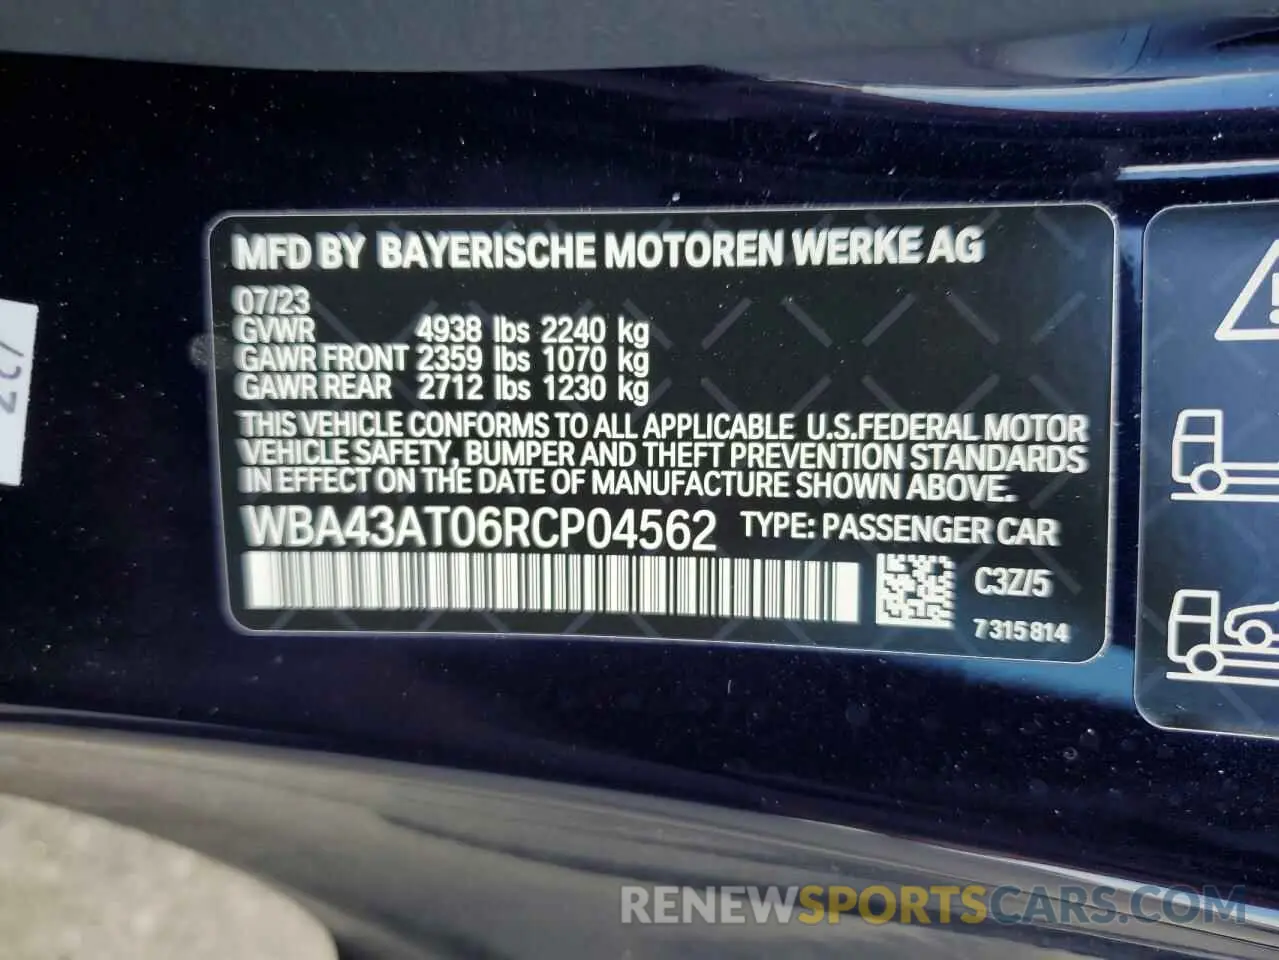 MFD BY BAYERISCHE MOTOREN WERKE AG
07/23
GVWR 4938 lbs 2240 kg
GAWR FRONT 2359 lbs 1070 kg
GAWR REAR 2712 lbs 1230 kg
THIS VEHICLE CONFORMS TO ALL APPLICABLE U.S.FEDERAL MOTOR
VEHICLE SAFETY, BUMPER AND THEFT PREVENTION STANDARDS
IN EFFECT ON THE DATE OF MANUFACTURE SHOWN ABOVE.
WBA43AT06RCP04562 TYPE: PASSENGER CAR
C3Z/5
7315814
RENEWSPORTSCARS.COM